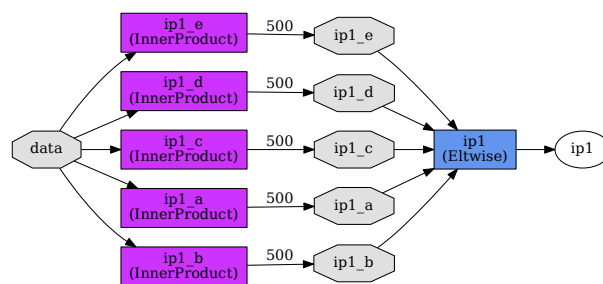 ip1_e
(InnerProduct)
500
ip1_e
ip1_d
(InnerProduct)
500
ip1_d
data
ip1_c
(InnerProduct)
500
ip1_c
ip1
(Eltwise)
ip1
ip1_a
(InnerProduct)
500
ip1_a
ip1_b
(InnerProduct)
500
ip1_b